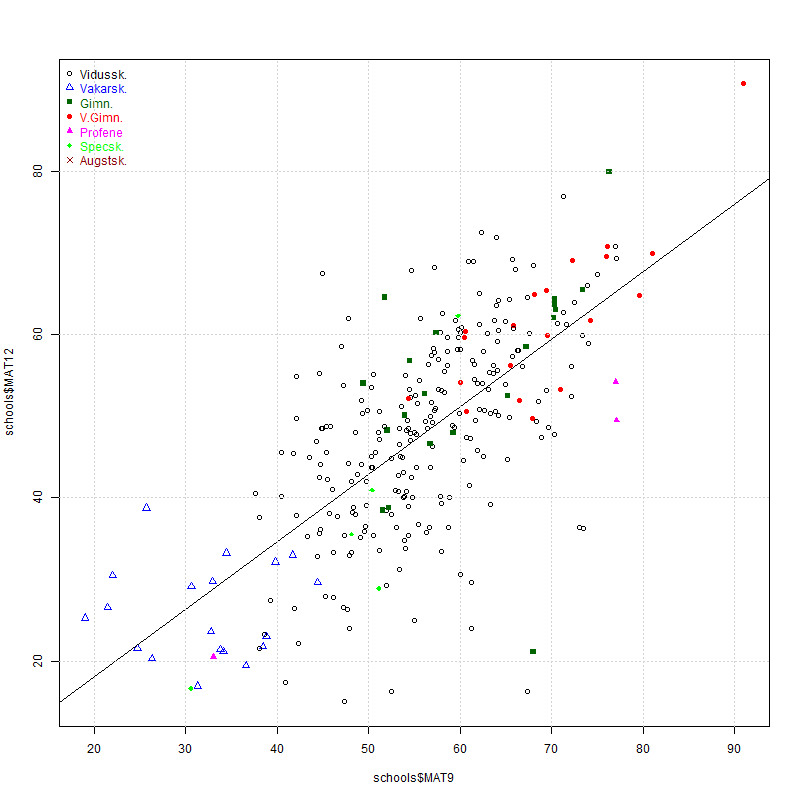 Vidussk.
Vakarsk.
Gimn.
V.Gimn.
Profene
Specsk.
Augstsk.
80
60
40
20
schools$MAT12
20 30 40 50 60 70 80 90
schools$MAT9